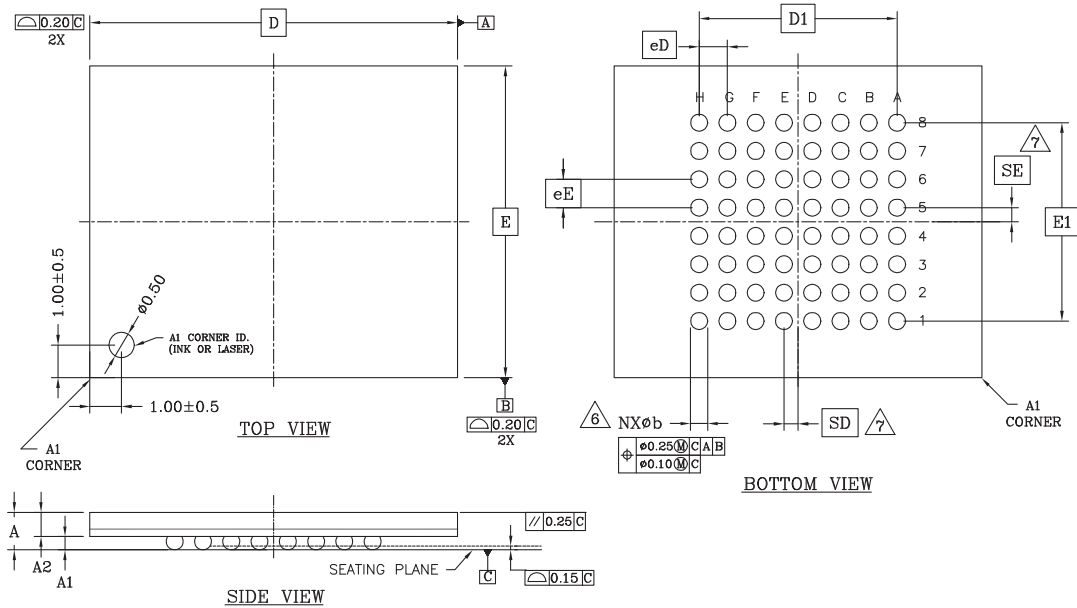 ⌓ 0.20 C
2X
D
A
E
1.00±0.5
ø0.50
A1 CORNER ID.
(INK OR LASER)
1.00±0.5
B
⌓ 0.20 C
2X
A1
CORNER
TOP VIEW
D1
eD
H G F E D C B A
8
7
6
5
4
3
2
1
7
SE
eE
E1
6
NXøb
⌖ ø0.25Ⓜ C A B
ø0.10Ⓜ C
SD
7
A1
CORNER
BOTTOM VIEW
A
A2
A1
// 0.25 C
SEATING PLANE
C
⌓ 0.15 C
SIDE VIEW